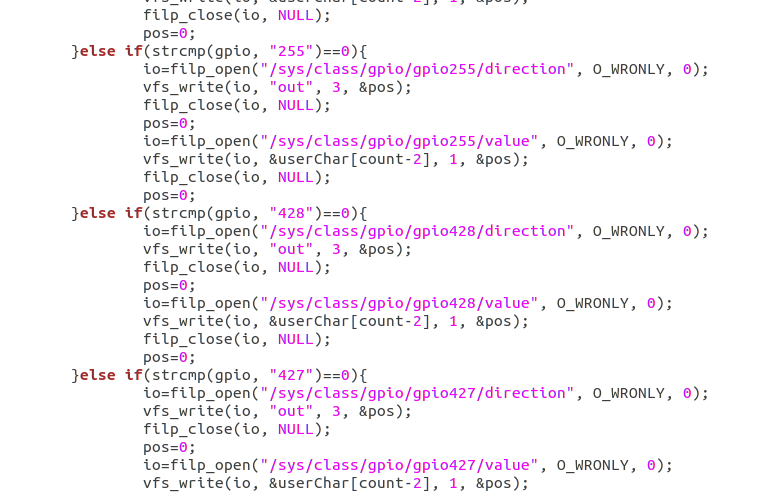 vfs_write(io, &userChar[count-2], 1, &pos);
filp_close(io, NULL);
pos=0;
}else if(strcmp(gpio, "255")==0){
io=filp_open("/sys/class/gpio/gpio255/direction", O_WRONLY, 0);
vfs_write(io, "out", 3, &pos);
filp_close(io, NULL);
pos=0;
io=filp_open("/sys/class/gpio/gpio255/value", O_WRONLY, 0);
vfs_write(io, &userChar[count-2], 1, &pos);
filp_close(io, NULL);
pos=0;
}else if(strcmp(gpio, "428")==0){
io=filp_open("/sys/class/gpio/gpio428/direction", O_WRONLY, 0);
vfs_write(io, "out", 3, &pos);
filp_close(io, NULL);
pos=0;
io=filp_open("/sys/class/gpio/gpio428/value", O_WRONLY, 0);
vfs_write(io, &userChar[count-2], 1, &pos);
filp_close(io, NULL);
pos=0;
}else if(strcmp(gpio, "427")==0){
io=filp_open("/sys/class/gpio/gpio427/direction", O_WRONLY, 0);
vfs_write(io, "out", 3, &pos);
filp_close(io, NULL);
pos=0;
io=filp_open("/sys/class/gpio/gpio427/value", O_WRONLY, 0);
vfs_write(io, &userChar[count-2], 1, &pos);